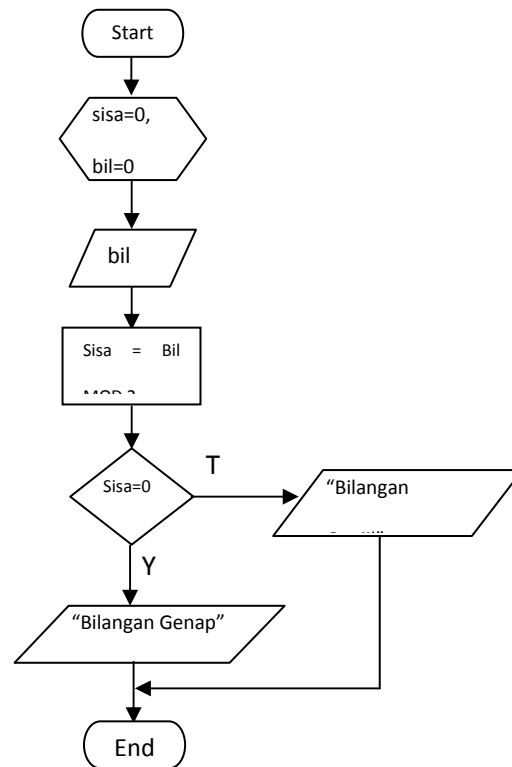 Start
sisa=0,
bil=0
bil
Sisa = Bil
Sisa=0
T
“Bilangan
Y
“Bilangan Genap”
End